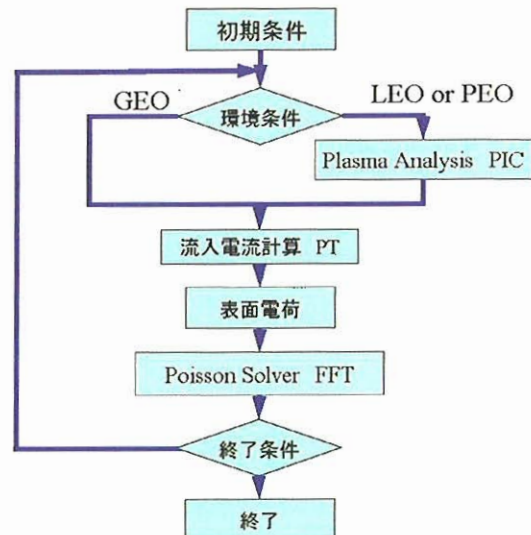 初期条件
GEO
LEO or PEO
環境条件
Plasma Analysis PIC
流入電流計算 PT
表面電荷
Poisson Solver FFT
終了条件
終了